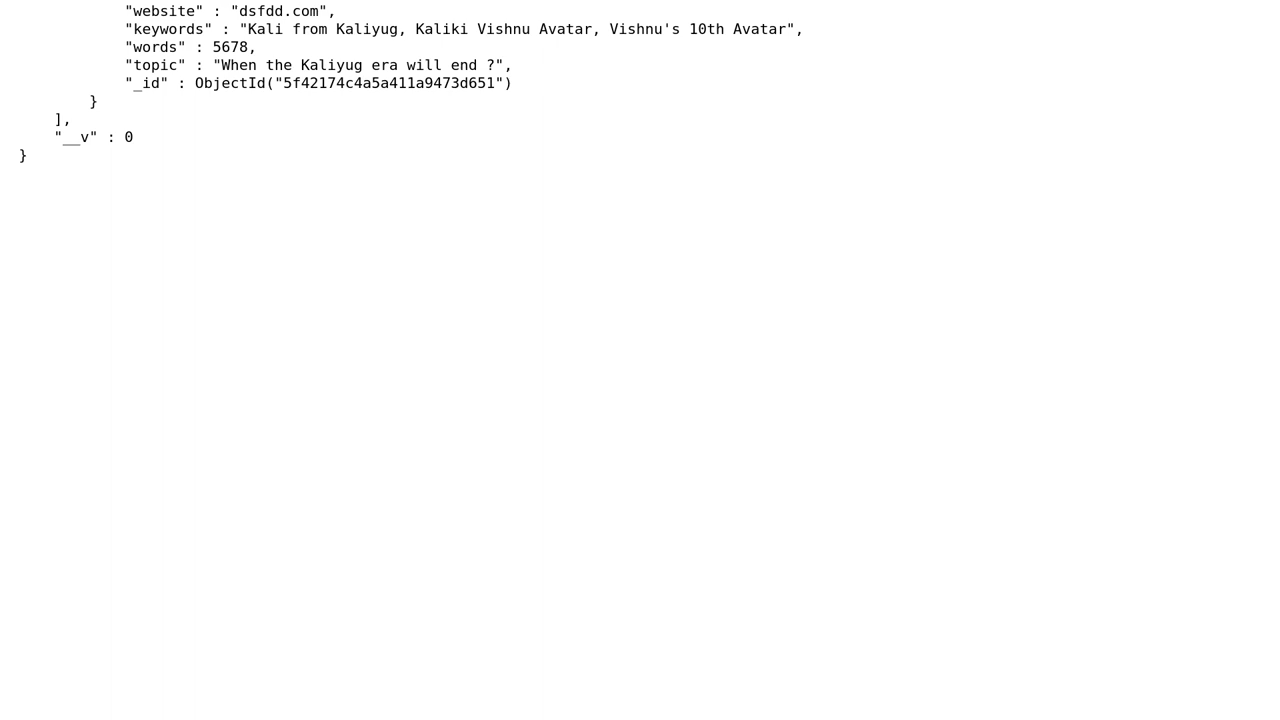 "website" : "dsfdd.com",
"keywords" : "Kali from Kaliyug, Kaliki Vishnu Avatar, Vishnu's 10th Avatar",
"words" : 5678,
"topic" : "When the Kaliyug era will end ?",
"_id" : ObjectId("5f42174c4a5a411a9473d651")
}
],
"__v" : 0
}